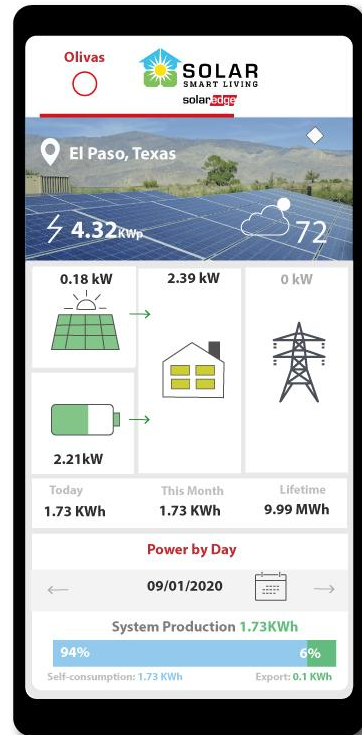 Olivas
SOLAR
SMART LIVING
solaredge
El Paso, Texas
4.32KWp
72
0.18 kW
2.39 kW
0 kW
2.21kW
Today
This Month
Lifetime
1.73 KWh
1.73 KWh
9.99 MWh
Power by Day
09/01/2020
System Production 1.73KWh
94%
6%
Self-consumption: 1.73 KWh
Export: 0.1 KWh